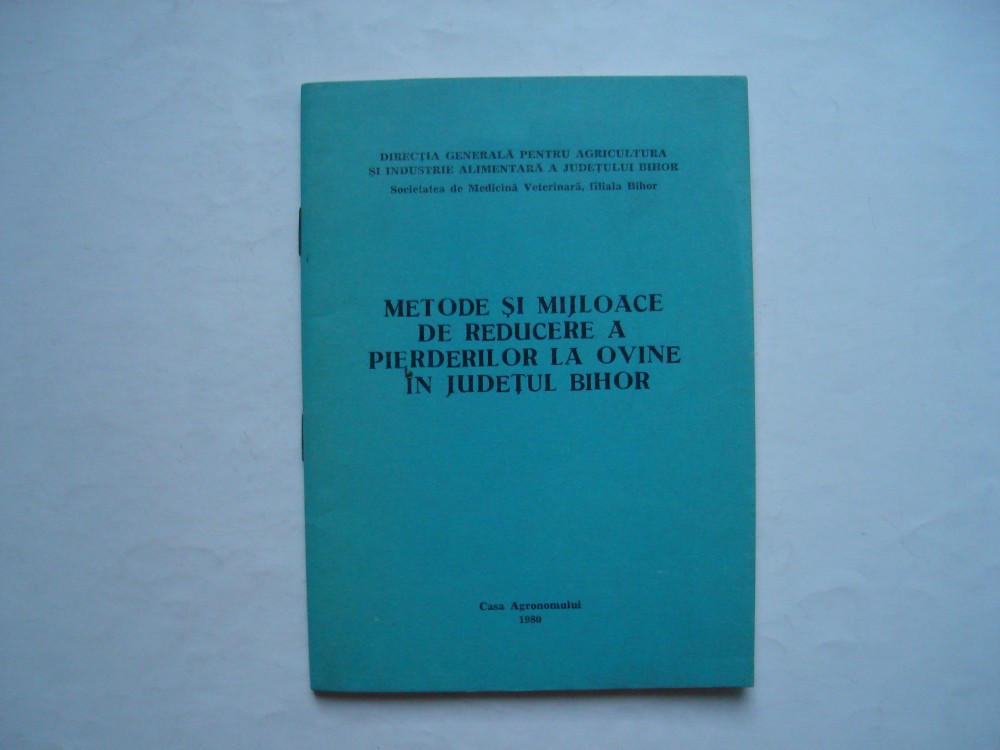 DIRECȚIA GENERALĂ PENTRU AGRICULTURA
ȘI INDUSTRIE ALIMENTARĂ A JUDEȚULUI BIHOR
Societatea de Medicină Veterinară, filiala Bihor
METODE ȘI MIJLOACE
DE REDUCERE A
PIERDERILOR LA OVINE
ÎN JUDEȚUL BIHOR
Casa Agronomului
1980